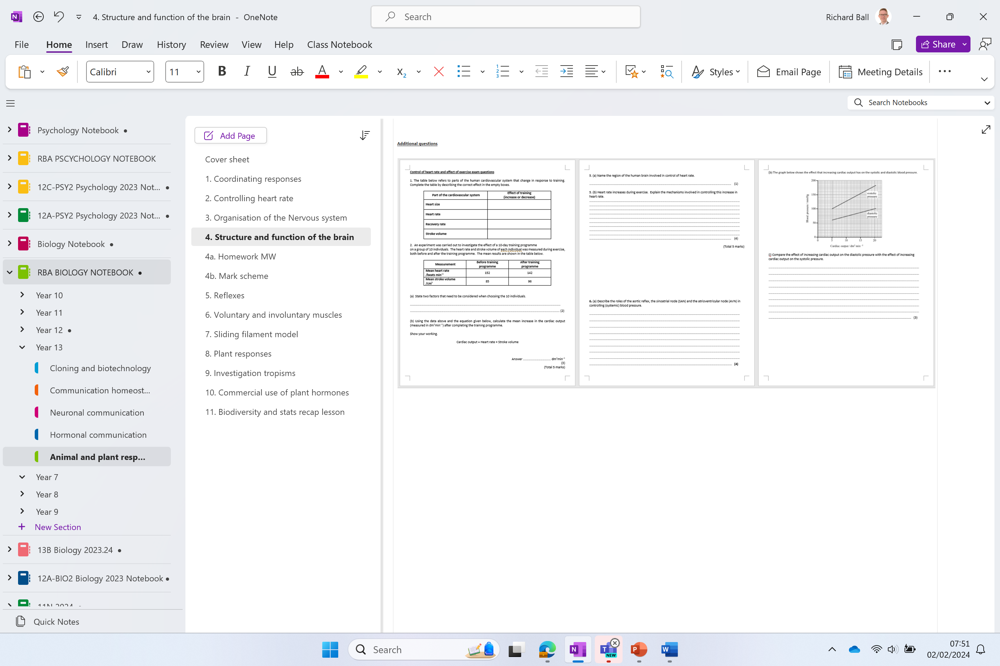 4. Structure and function of the brain - OneNote
Search
Richard Ball
File Home Insert Draw History Review View Help Class Notebook
Share
Calibri 11
Styles
Email Page
Meeting Details
Search Notebooks
Psychology Notebook
RBA PSCYCHOLOGY NOTEBOOK
12C-PSY2 Psychology 2023 Not...
12A-PSY2 Psychology 2023 Not...
Biology Notebook
RBA BIOLOGY NOTEBOOK
Year 10
Year 11
Year 12
Year 13
Cloning and biotechnology
Communication homeost...
Neuronal communication
Hormonal communication
Animal and plant resp...
Year 7
Year 8
Year 9
New Section
13B Biology 2023.24
12A-BIO2 Biology 2023 Notebook
11N 2024
Quick Notes
Add Page
Cover sheet
1. Coordinating responses
2. Controlling heart rate
3. Organisation of the Nervous system
4. Structure and function of the brain
4a. Homework MW
4b. Mark scheme
5. Reflexes
6. Voluntary and involuntary muscles
7. Sliding filament model
8. Plant responses
9. Investigation tropisms
10. Commercial use of plant hormones
11. Biodiversity and stats recap lesson
Additional questions
Control of heart rate and effect of exercise exam questions
1. The table below refers to parts of the human cardiovascular system that change in response to training.
Complete the table by describing the correct effect in the empty boxes.
Part of the cardiovascular system
Effect of training
(increase or decrease)
Heart size
Heart rate
Recovery rate
Stroke volume
2. An experiment was carried out to investigate the effect of a 10-day training programme
on a group of 10 individuals. The heart rate and stroke volume of each individual was measured during exercise,
both before and after the training programme. The mean results are shown in the table below.
Measurement
Before training
programme
After training
programme
Mean heart rate
/beats min⁻¹
152
142
Mean stroke volume
/cm³
85
96
(a) State two factors that need to be considered when choosing the 10 individuals.
(2)
(b) Using the data above and the equation given below, calculate the mean increase in the cardiac output
(measured in dm³min⁻¹) after completing the training programme.
Show your working.
Cardiac output = Heart rate × Stroke volume
Answer .............................. dm³min⁻¹
(3)
(Total 5 marks)
5. (a) Name the region of the human brain involved in control of heart rate.
(1)
5. (b) Heart rate increases during exercise. Explain the mechanisms involved in controlling this increase in
heart rate.
(4)
(Total 5 marks)
6. (a) Describe the roles of the aortic reflex, the sinoatrial node (SAN) and the atrioventricular node (AVN) in
controlling (systemic) blood pressure.
(4)
(b) The graph below shows the effect that increasing cardiac output has on the systolic and diastolic blood pressure.
200
150
100
50
0
Blood pressure / mmHg
systolic
pressure
diastolic
pressure
0 5 10 15 20
Cardiac output / dm³ min⁻¹
(i) Compare the effect of increasing cardiac output on the diastolic pressure with the effect of increasing
cardiac output on the systolic pressure.
(3)
Search
NEW
07:51
02/02/2024